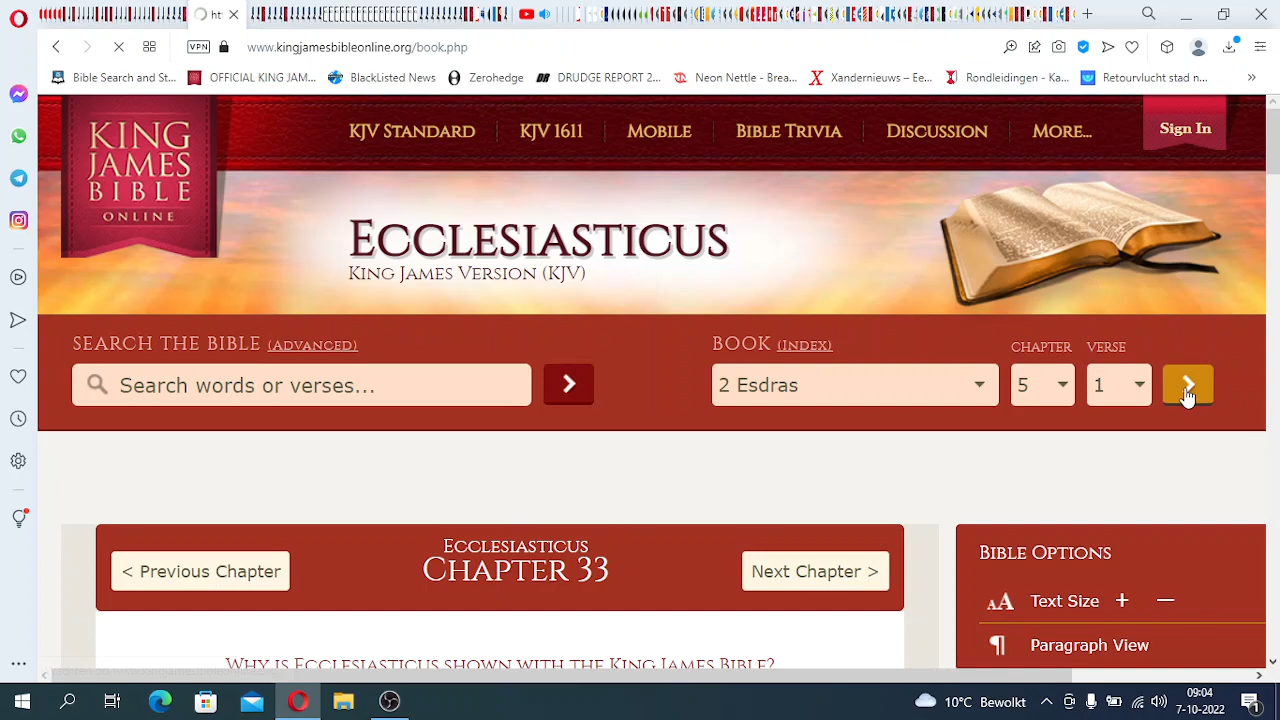 ht
VPN
www.kingjamesbibleonline.org/book.php
Bible Search and St...
OFFICIAL KING JAM...
BlackListed News
Zerohedge
DRUDGE REPORT 2...
Neon Nettle - Brea...
Xandernieuws – Ee...
Rondleidingen - Ka...
Retourvlucht stad n...
»
KING
JAMES
BIBLE
ONLINE
KJV Standard
KJV 1611
Mobile
Bible Trivia
Discussion
More...
Sign In
Ecclesiasticus
King James Version (KJV)
SEARCH THE BIBLE (ADVANCED)
BOOK (INDEX)
CHAPTER
VERSE
Search words or verses...
2 Esdras
5
1
< Previous Chapter
Ecclesiasticus
Chapter 33
Next Chapter >
Bible Options
AA Text Size + —
¶ Paragraph View
Why is Ecclesiasticus shown with the King James Bible?
10°C Bewolkt
09:04
7-10-2022
1